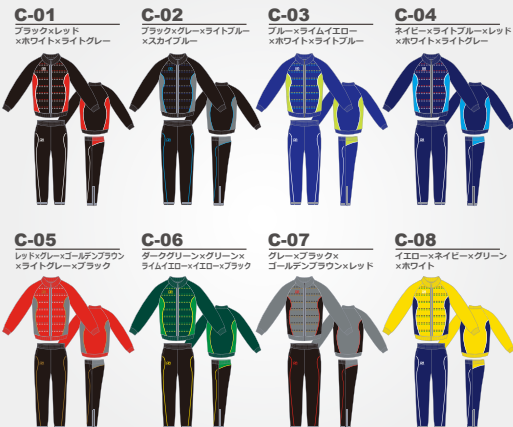 C-01
ブラック×レッド
×ホワイト×ライトグレー
C-02
ブラック×グレー×ライトブルー
×スカイブルー
C-03
ブルー×ライムイエロー
×ホワイト×ライトブルー
C-04
ネイビー×ライトブルー×レッド
×ホワイト×ライトグレー
C-05
レッド×グレー×ゴールデンブラウン
×ライトグレー×ブラック
C-06
ダークグリーン×グリーン×
ライムイエロー×イエロー×ブラック
C-07
グレー×ブラック×
ゴールデンブラウン×レッド
C-08
イエロー×ネイビー×グリーン
×ホワイト